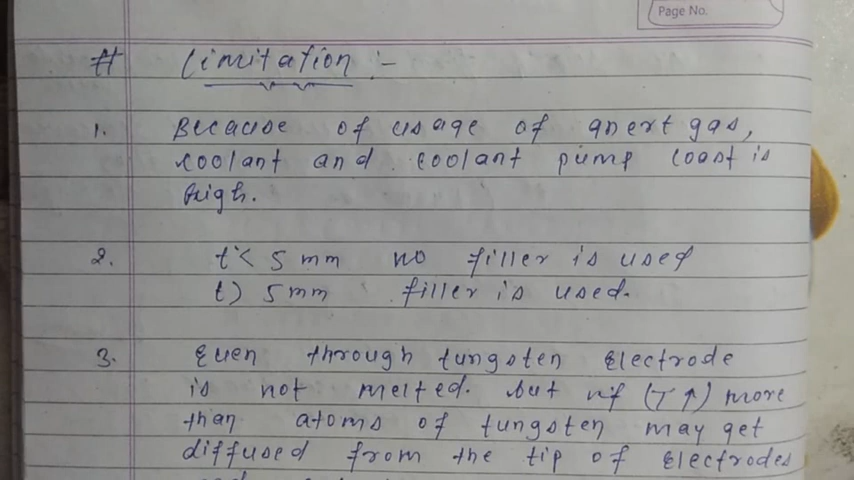 Page No.
# Limitation :-
1. Because of usage of inert gas,
coolant and coolant pump coast is
high.
2. t < 5 mm no filler is used
t > 5 mm filler is used.
3. Even through tungsten Electrode
is not melted. but if (T↑) more
than atoms of tungsten may get
diffused from the tip of Electrodes